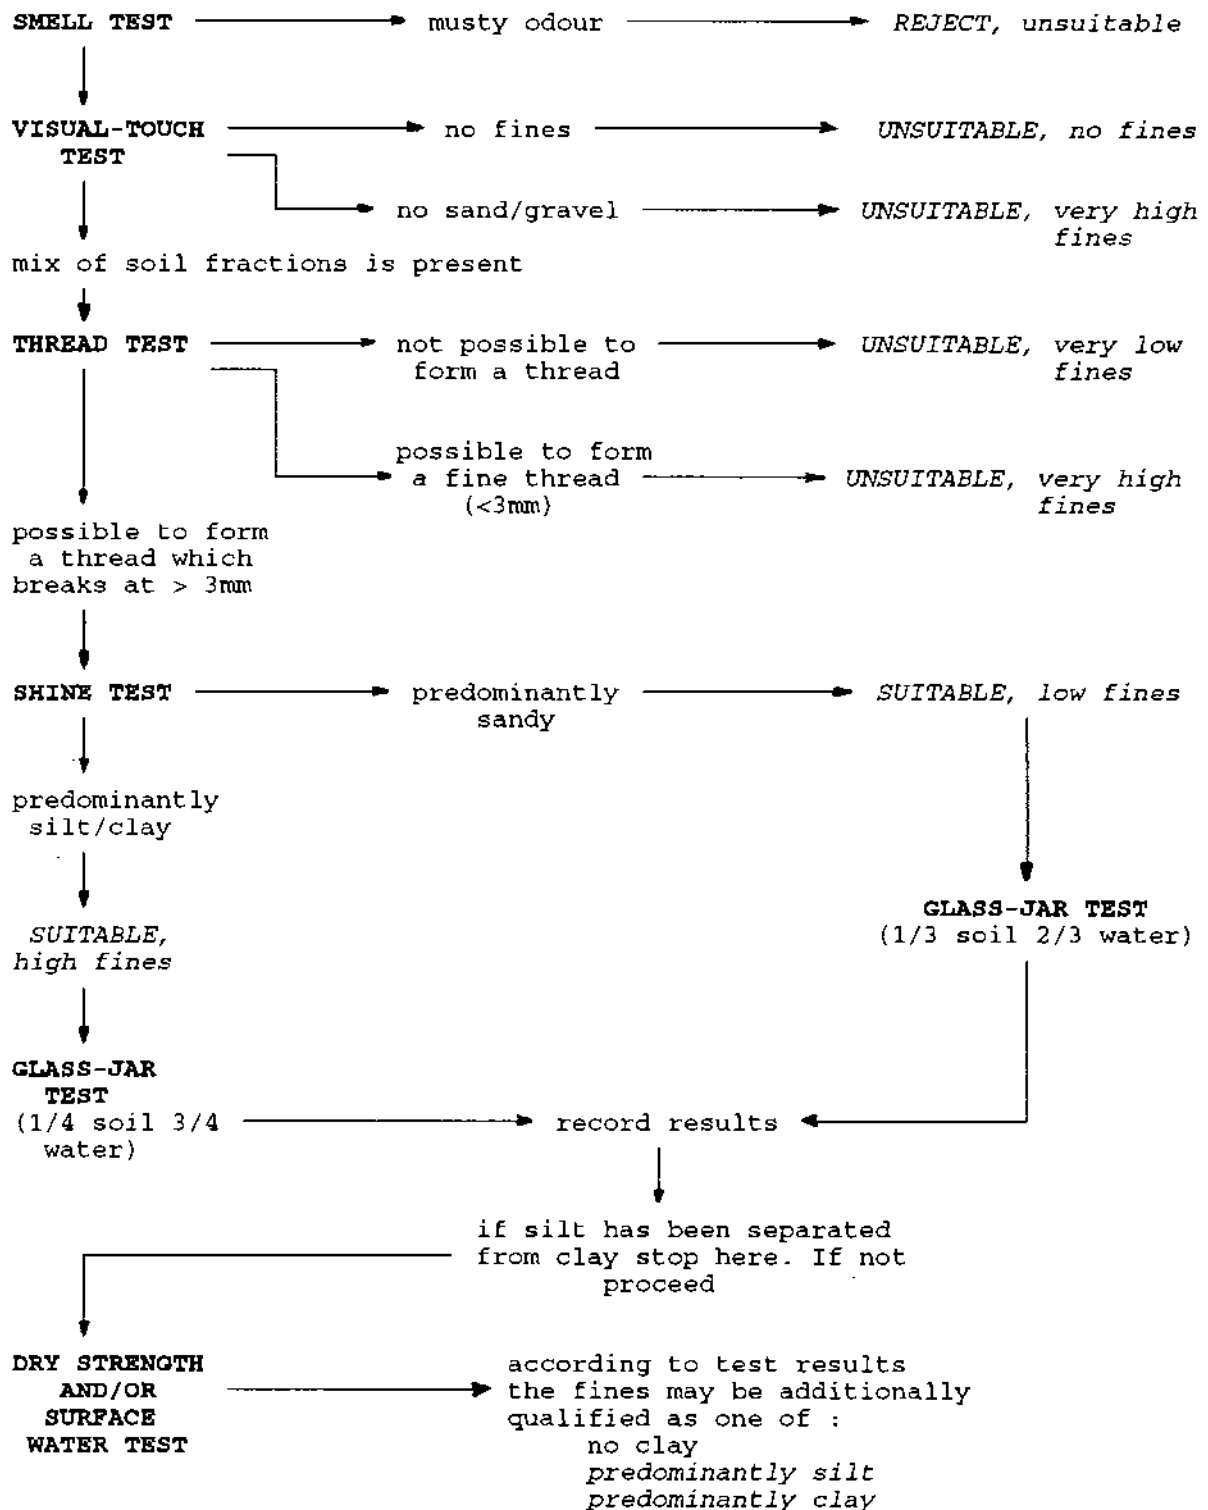 SMELL TEST musty odour REJECT, unsuitable
VISUAL-TOUCH no fines UNSUITABLE, no fines
TEST
no sand/gravel UNSUITABLE, very high
fines
mix of soil fractions is present
THREAD TEST not possible to UNSUITABLE, very low
form a thread fines
possible to form
a fine thread UNSUITABLE, very high
(<3mm) fines
possible to form
a thread which
breaks at > 3mm
SHINE TEST predominantly SUITABLE, low fines
sandy
predominantly
silt/clay
SUITABLE,
high fines
GLASS-JAR TEST
(1/3 soil 2/3 water)
GLASS-JAR
TEST
(1/4 soil 3/4 record results
water)
if silt has been separated
from clay stop here. If not
proceed
DRY STRENGTH according to test results
AND/OR the fines may be additionally
SURFACE qualified as one of :
WATER TEST no clay
predominantly silt
predominantly clay